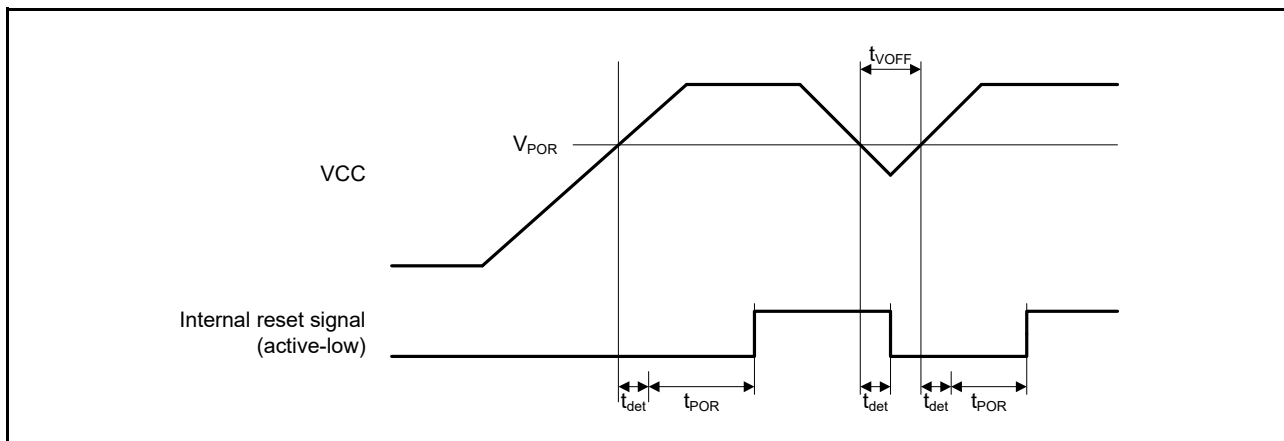 tVOFF
VPOR
VCC
Internal reset signal
(active-low)
tdet
tPOR
tdet
tdet
tPOR